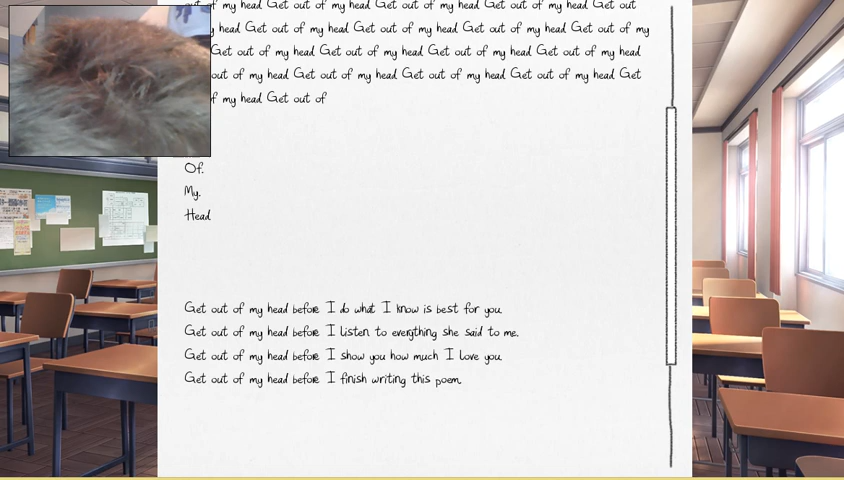 out of my head Get out of my head Get out of my head Get out of my head Get out
head Get out of my head Get out of my head Get out of my head Get out of my
Get out of my head Get out of my head Get out of my head Get out of my head
out of my head Get out of my head Get out of my head Get out of my head Get
my head Get out of
Of.
My.
Head
Get out of my head before I do what I know is best for you.
Get out of my head before I listen to everything she said to me.
Get out of my head before I show you how much I love you.
Get out of my head before I finish writing this poem.